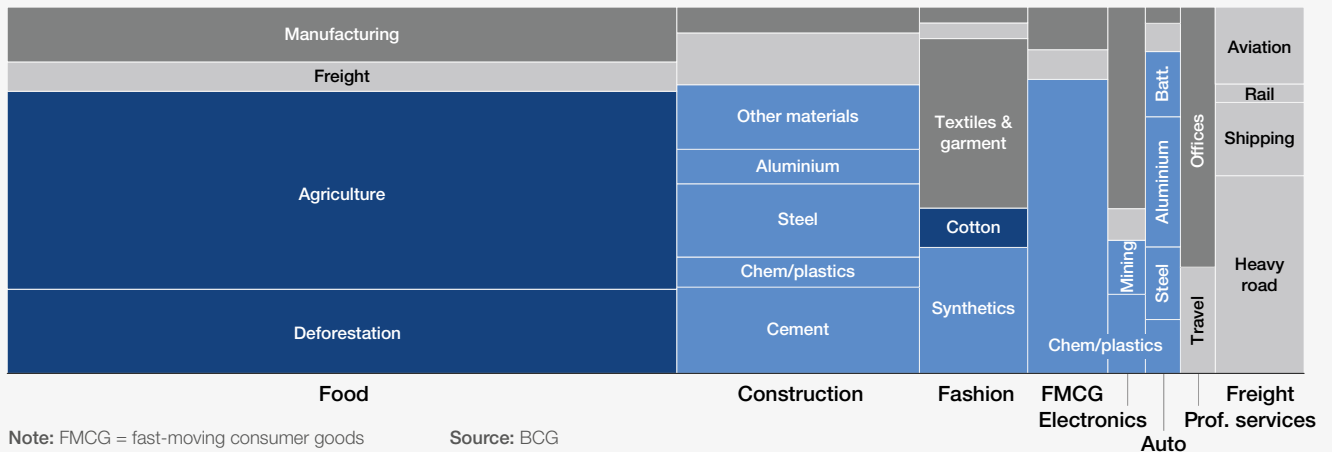 Manufacturing
Freight
Agriculture
Deforestation
Other materials
Aluminium
Steel
Chem/plastics
Cement
Textiles &
garment
Cotton
Synthetics
Mining
Chem/plastics
Batt.
Aluminium
Steel
Offices
Travel
Aviation
Rail
Shipping
Heavy
road
Food
Construction
Fashion
FMCG
Freight
Electronics
Prof. services
Auto
Note: FMCG = fast-moving consumer goods
Source: BCG